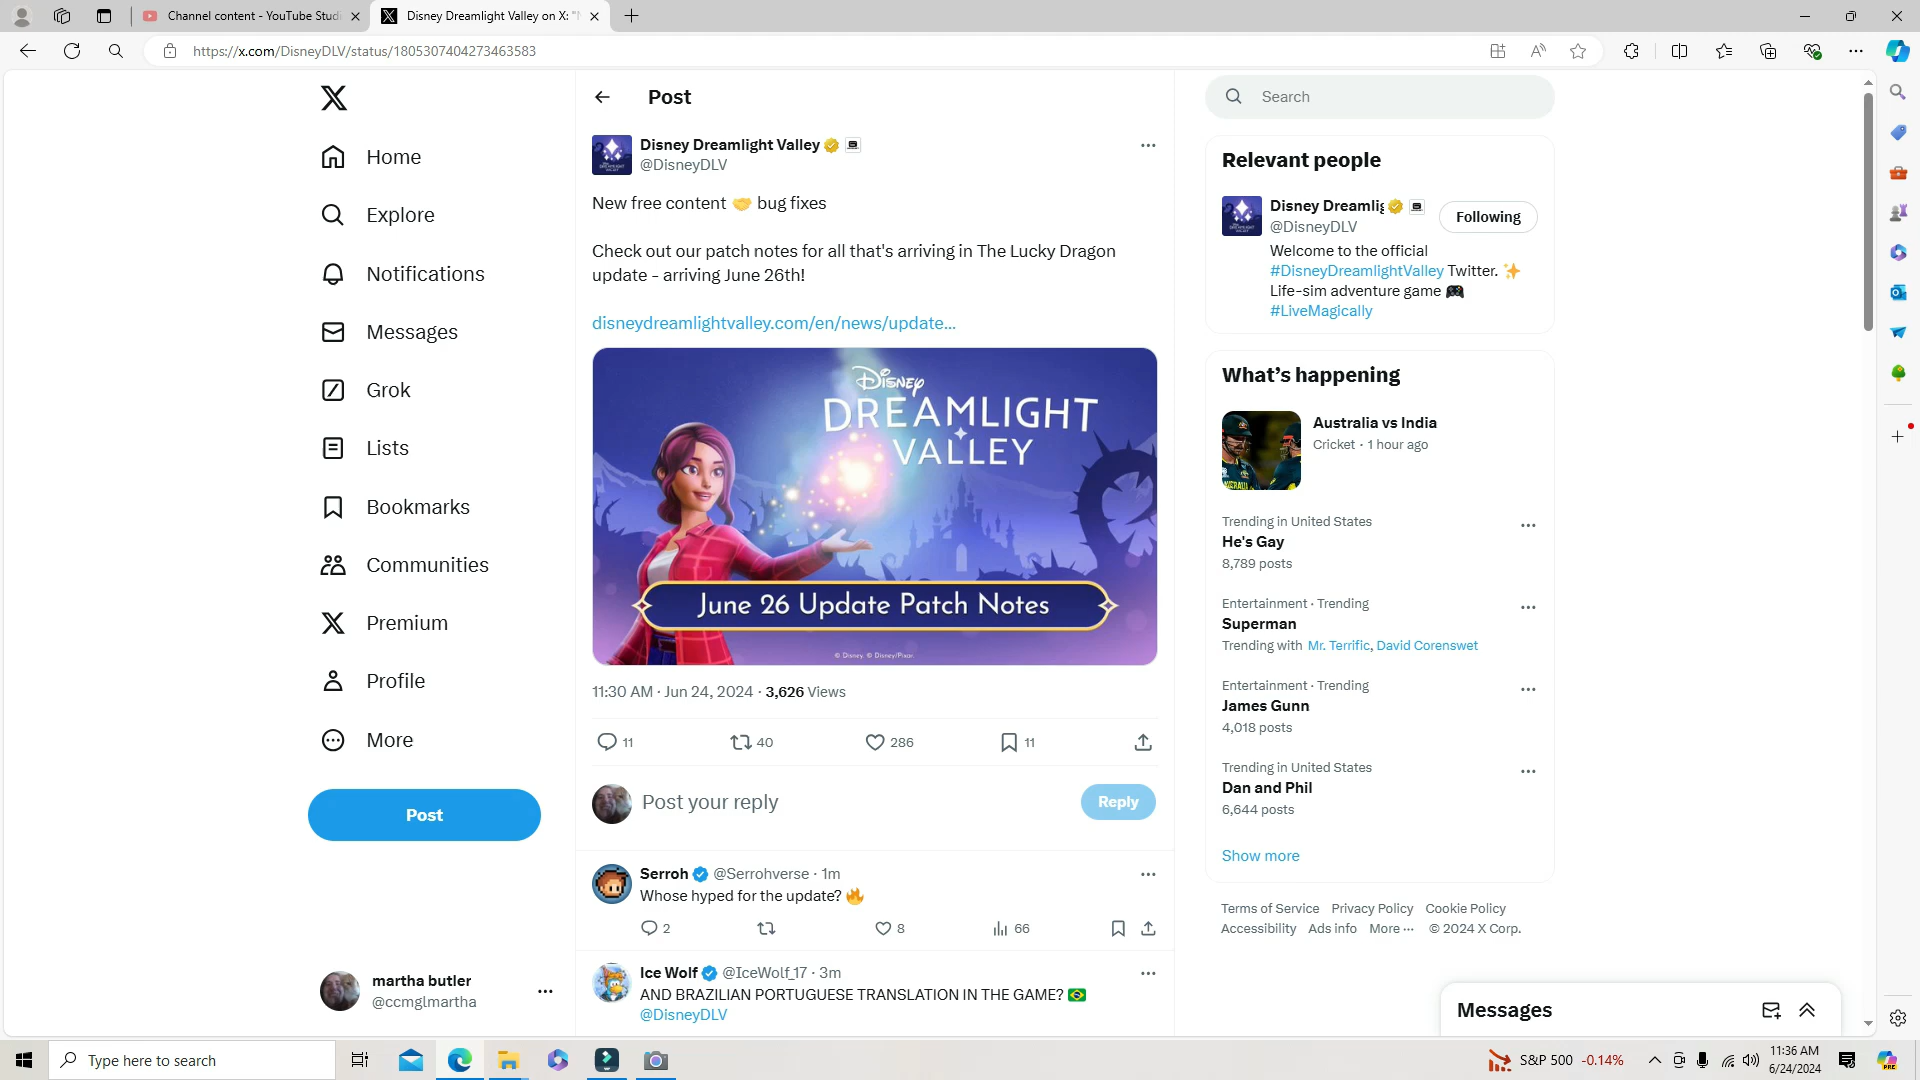 Channel content - YouTube Studi
Disney Dreamlight Valley on X: "N
https://x.com/DisneyDLV/status/1805307404273463583
Home
Explore
Notifications
Messages
Grok
Lists
Bookmarks
Communities
Premium
Profile
More
Post
martha butler
@ccmglmartha
Post
Disney Dreamlight Valley
@DisneyDLV
New free content 🤝 bug fixes
Check out our patch notes for all that's arriving in The Lucky Dragon
update - arriving June 26th!
disneydreamlightvalley.com/en/news/update...
Disney
DREAMLIGHT
VALLEY
June 26 Update Patch Notes
© Disney. © Disney/Pixar.
11:30 AM · Jun 24, 2024 · 3,626 Views
11 40 286 11
Post your reply
Reply
Serroh @Serrohverse · 1m
Whose hyped for the update? 🔥
2 8 66
Ice Wolf @IceWolf_17 · 3m
AND BRAZILIAN PORTUGUESE TRANSLATION IN THE GAME? 🇧🇷
@DisneyDLV
Search
Relevant people
Disney Dreamlig
@DisneyDLV
Following
Welcome to the official
#DisneyDreamlightValley Twitter. ✨
Life-sim adventure game 🎮
#LiveMagically
What's happening
Australia vs India
Cricket · 1 hour ago
Trending in United States
He's Gay
8,789 posts
Entertainment · Trending
Superman
Trending with Mr. Terrific, David Corenswet
Entertainment · Trending
James Gunn
4,018 posts
Trending in United States
Dan and Phil
6,644 posts
Show more
Terms of Service Privacy Policy Cookie Policy
Accessibility Ads info More ··· © 2024 X Corp.
Messages
Type here to search
S&P 500 -0.14%
11:36 AM
6/24/2024